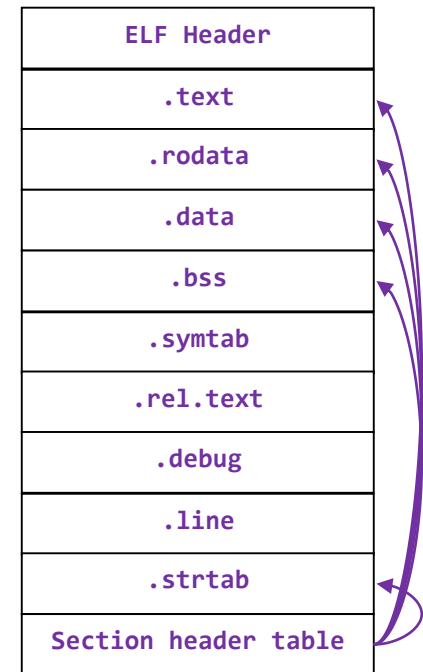 ELF Header
.text
.rodata
.data
.bss
.symtab
.rel.text
.debug
.line
.strtab
Section header table